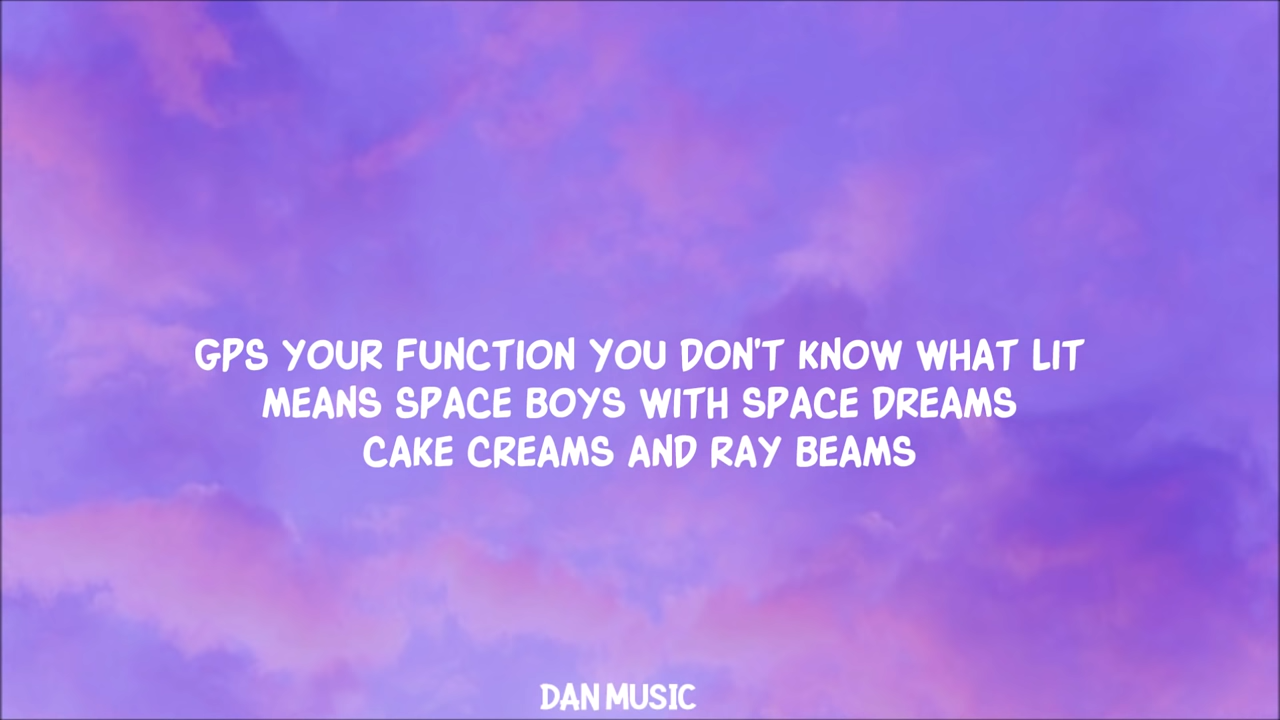 GPS YOUR FUNCTION YOU DON'T KNOW WHAT LIT
MEANS SPACE BOYS WITH SPACE DREAMS
CAKE CREAMS AND RAY BEAMS
DAN MUSIC